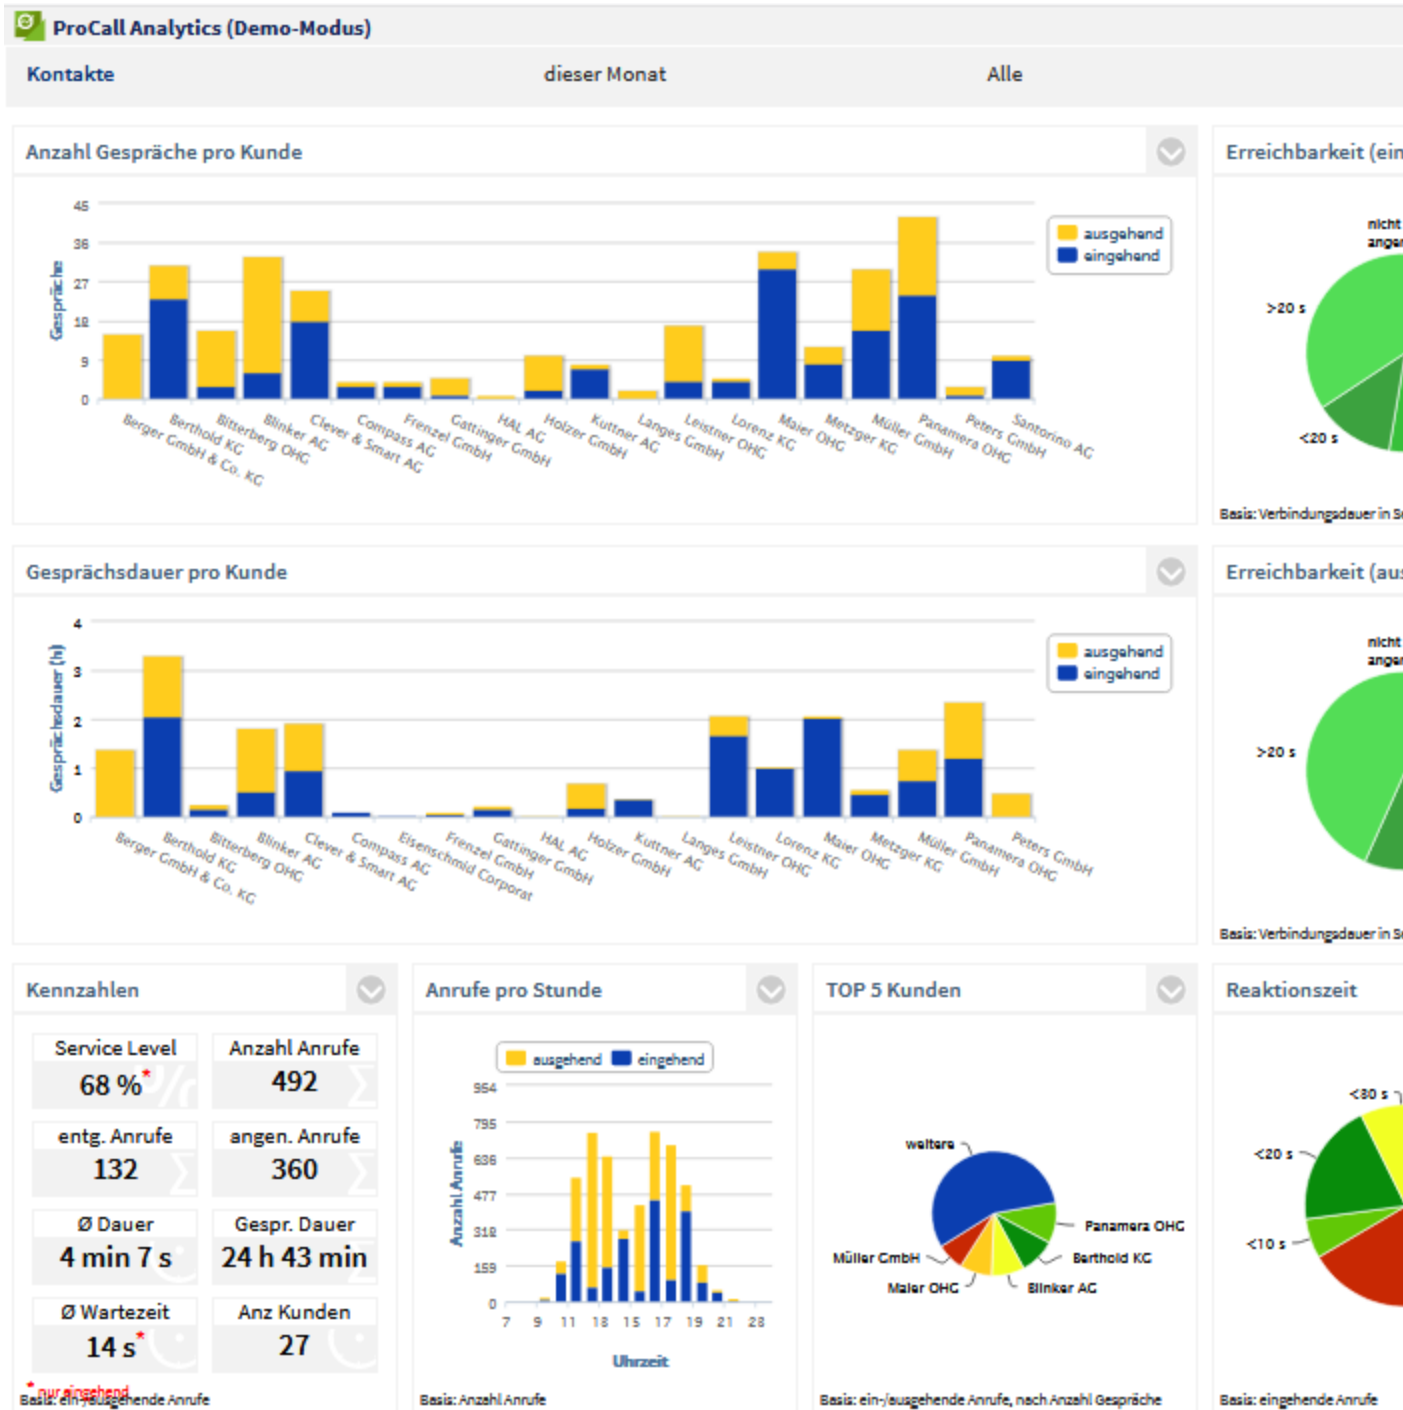 ProCall Analytics (Demo-Modus)
Kontakte dieser Monat Alle
Anzahl Gespräche pro Kunde
45
36
27
18
9
0
Gespräche
ausgehend
eingehend
Berger GmbH & Co. KG
Berthold KG
Bitterberg OHG
Blinker AG
Clever & Smart AG
Compass AG
Frenzel GmbH
Gattinger GmbH
HAL AG
Holzer GmbH
Kuttner AG
Langes GmbH
Leistner OHG
Lorenz KG
Maier OHG
Metzger KG
Müller GmbH
Panamera OHG
Peters GmbH
Santorino AG
Erreichbarkeit (ein
nicht
anger
>20 s
<20 s
Basis: Verbindungsdauer in S
Gesprächsdauer pro Kunde
4
3
2
1
0
Gesprächsdauer (h)
ausgehend
eingehend
Berger GmbH & Co. KG
Berthold KG
Bitterberg OHG
Blinker AG
Clever & Smart AG
Compass AG
Eisenschmid Corporat
Frenzel GmbH
Gattinger GmbH
HAL AG
Holzer GmbH
Kuttner AG
Langes GmbH
Leistner OHG
Lorenz KG
Maier OHG
Metzger KG
Müller GmbH
Panamera OHG
Peters GmbH
Erreichbarkeit (aus
nicht
anger
>20 s
Basis: Verbindungsdauer in S
Kennzahlen
Service Level Anzahl Anrufe
68 %* 492
entg. Anrufe angen. Anrufe
132 360
Ø Dauer Gespr. Dauer
4 min 7 s 24 h 43 min
Ø Wartezeit Anz Kunden
14 s* 27
* nur eingehend
Basis: ein-/ausgehende Anrufe
Anrufe pro Stunde
ausgehend eingehend
954
795
636
477
318
159
0
Anzahl Anrufe
7 9 11 13 15 17 19 21 23
Uhrzeit
Basis: Anzahl Anrufe
TOP 5 Kunden
weitere
Panamera OHG
Berthold KG
Blinker AG
Maier OHG
Müller GmbH
Basis: ein-/ausgehende Anrufe, nach Anzahl Gespräche
Reaktionszeit
<30 s
<20 s
<10 s
Basis: eingehende Anrufe